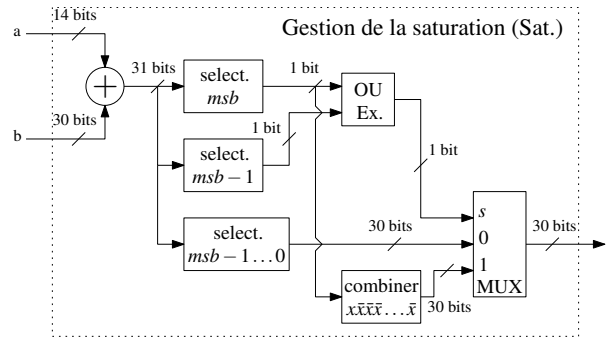 Gestion de la saturation (Sat.)
a
14 bits
b
30 bits
+
31 bits
select.
msb
1 bit
select.
msb − 1
1 bit
OU
Ex.
1 bit
select.
msb − 1 … 0
30 bits
combiner
xx̄x̄x̄…x̄
30 bits
s
0
1
MUX
30 bits